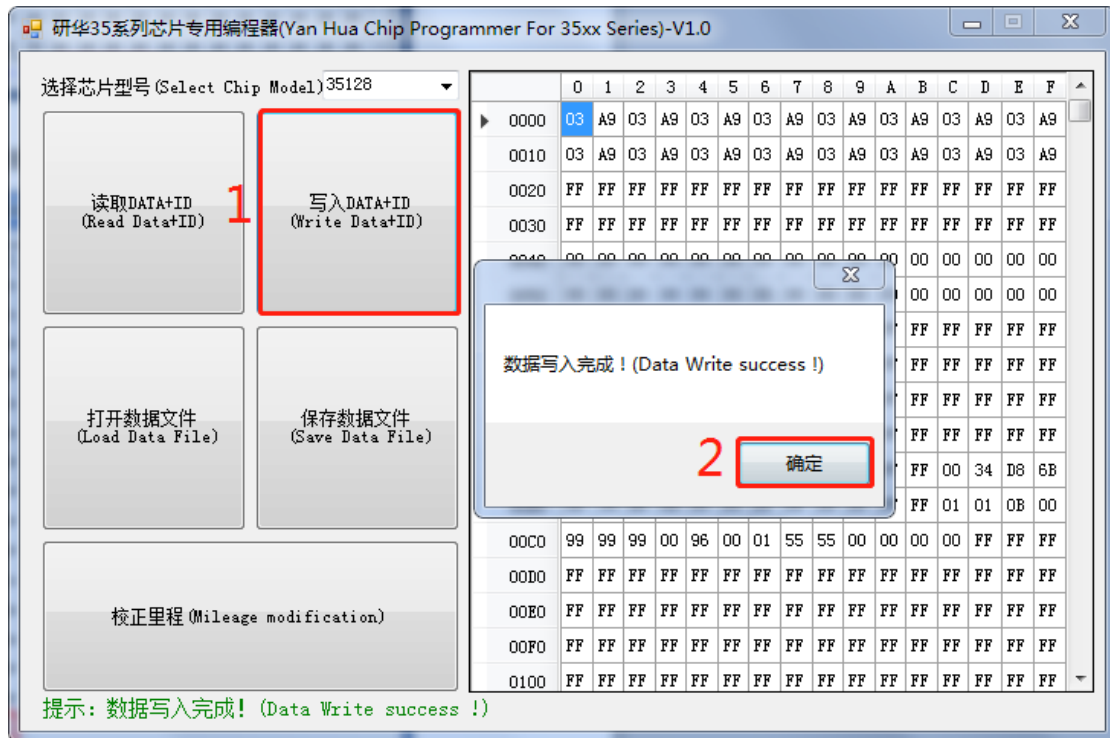 研华35系列芯片专用编程器(Yan Hua Chip Programmer For 35xx Series)-V1.0
选择芯片型号(Select Chip Model) 35128
读取DATA+ID
(Read Data+ID)
1
写入DATA+ID
(Write Data+ID)
打开数据文件
(Load Data File)
保存数据文件
(Save Data File)
校正里程(Mileage modification)
0 1 2 3 4 5 6 7 8 9 A B C D E F
0000 03 A9 03 A9 03 A9 03 A9 03 A9 03 A9 03 A9 03 A9
0010 03 A9 03 A9 03 A9 03 A9 03 A9 03 A9 03 A9 03 A9
0020 FF FF FF FF FF FF FF FF FF FF FF FF FF FF FF FF
0030 FF FF FF FF FF FF FF FF FF FF FF FF FF FF FF FF
00 00 00 00 00
00 00 00 00 00
FF FF FF FF FF
FF FF FF FF FF
FF FF FF FF FF
FF FF FF FF FF
FF 00 34 D8 6B
FF 01 01 0B 00
00C0 99 99 99 00 96 00 01 55 55 00 00 00 00 FF FF FF
00D0 FF FF FF FF FF FF FF FF FF FF FF FF FF FF FF FF
00E0 FF FF FF FF FF FF FF FF FF FF FF FF FF FF FF FF
00F0 FF FF FF FF FF FF FF FF FF FF FF FF FF FF FF FF
0100 FF FF FF FF FF FF FF FF FF FF FF FF FF FF FF FF
数据写入完成！(Data Write success !)
2
确定
提示：数据写入完成！(Data Write success !)